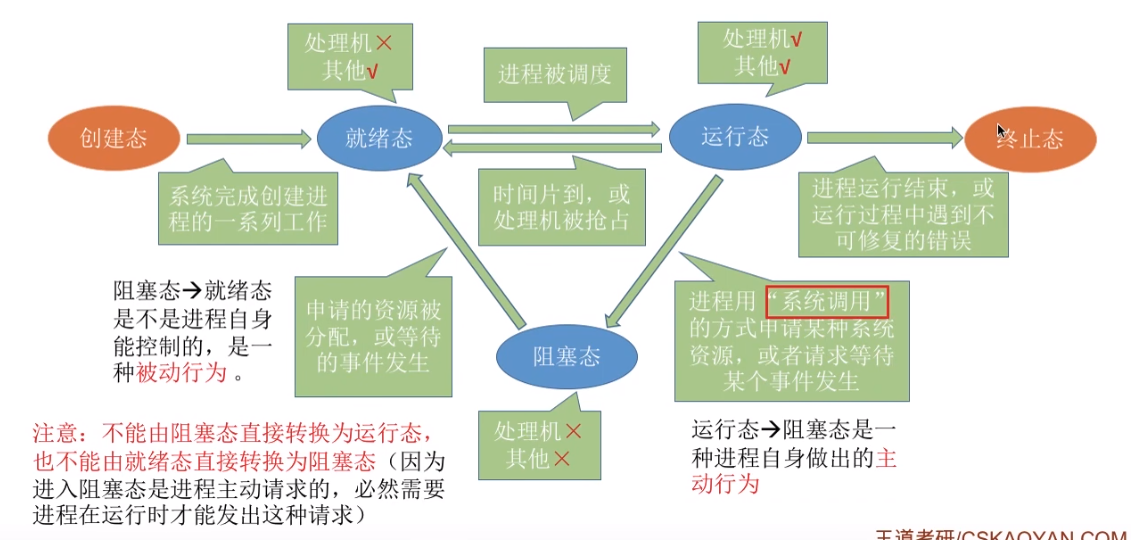 处理机×
其他√
进程被调度
处理机√
其他√
创建态
就绪态
运行态
终止态
系统完成创建进
程的一系列工作
时间片到，或
处理机被抢占
进程运行结束，或
运行过程中遇到不
可修复的错误
阻塞态→就绪态
是不是进程自身
能控制的，是一
种被动行为 。
申请的资源被
分配，或等待
的事件发生
进程用“系统调用”
的方式申请某种系统
资源，或者请求等待
某个事件发生
阻塞态
处理机×
其他×
运行态→阻塞态是一
种进程自身做出的主
动行为
注意：不能由阻塞态直接转换为运行态，
也不能由就绪态直接转换为阻塞态（因为
进入阻塞态是进程主动请求的，必然需要
进程在运行时才能发出这种请求）
王道考研/CSKAOYAN.COM